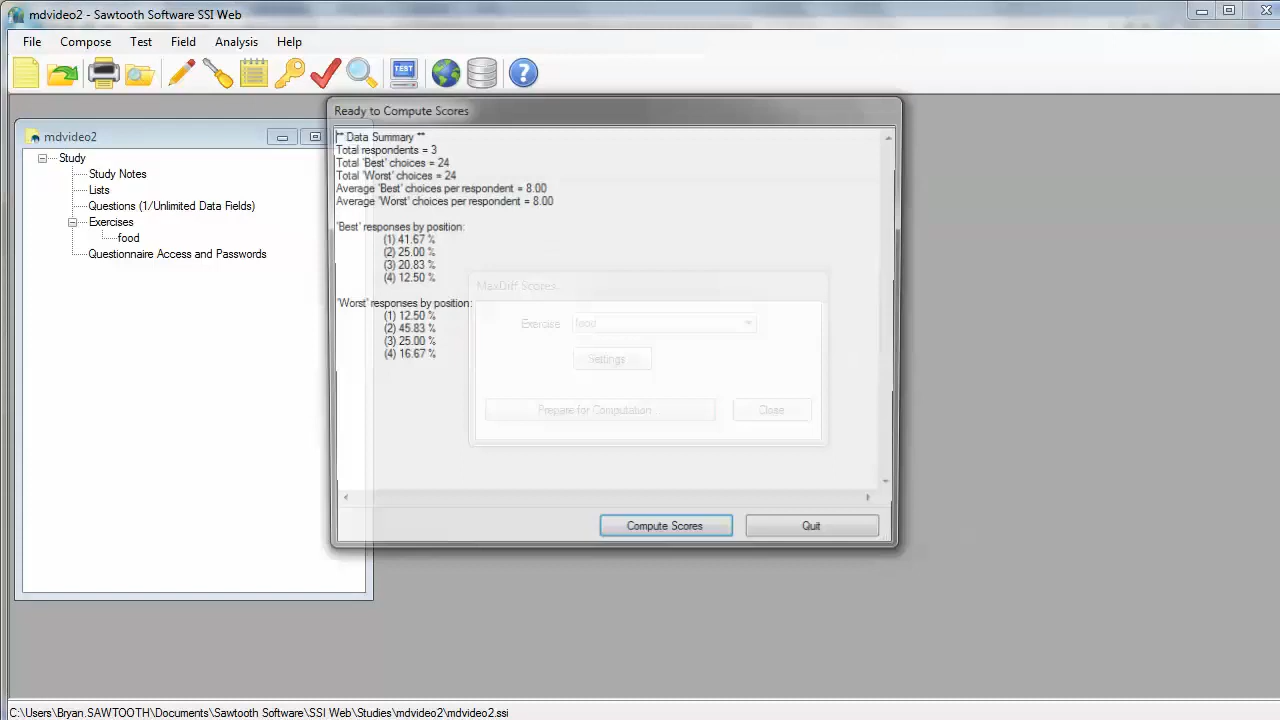 mdvideo2 - Sawtooth Software SSI Web
File Compose Test Field Analysis Help
TEST
mdvideo2
Study
Study Notes
Lists
Questions (1/Unlimited Data Fields)
Exercises
food
Questionnaire Access and Passwords
Ready to Compute Scores
** Data Summary **
Total respondents = 3
Total 'Best' choices = 24
Total 'Worst' choices = 24
Average 'Best' choices per respondent = 8.00
Average 'Worst' choices per respondent = 8.00
'Best' responses by position:
(1) 41.67 %
(2) 25.00 %
(3) 20.83 %
(4) 12.50 %
'Worst' responses by position:
(1) 12.50 %
(2) 45.83 %
(3) 25.00 %
(4) 16.67 %
MaxDiff Scores
Exercise food
Settings
Prepare for Computation... Close
Compute Scores Quit
C:\Users\Bryan.SAWTOOTH\Documents\Sawtooth Software\SSI Web\Studies\mdvideo2\mdvideo2.ssi